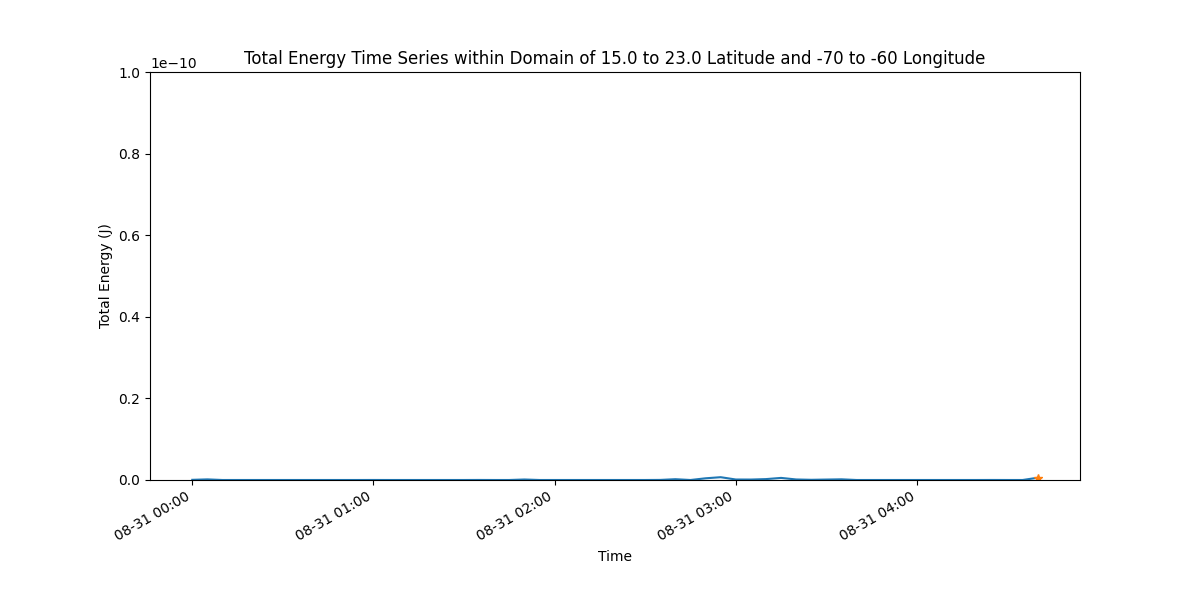 Total Energy Time Series within Domain of 15.0 to 23.0 Latitude and -70 to -60 Longitude
1e−10
1.0
0.8
0.6
0.4
0.2
0.0
Total Energy (J)
08-31 00:00
08-31 01:00
08-31 02:00
08-31 03:00
08-31 04:00
Time